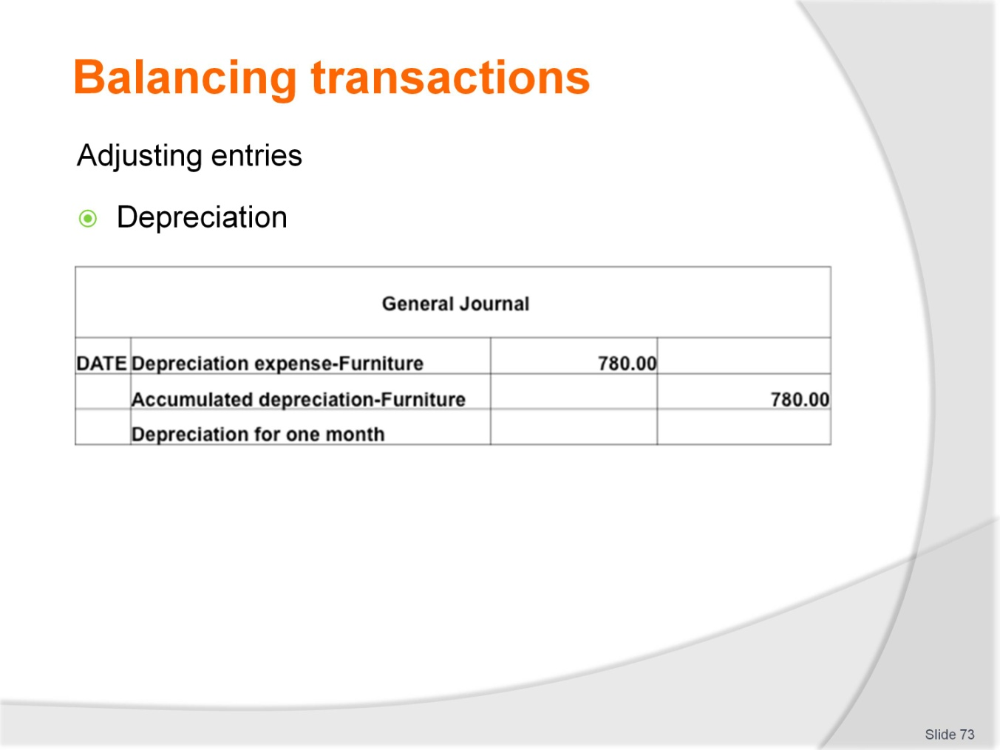 Balancing transactions
Adjusting entries
Depreciation
General Journal
DATE Depreciation expense-Furniture 780.00
Accumulated depreciation-Furniture 780.00
Depreciation for one month
Slide 73